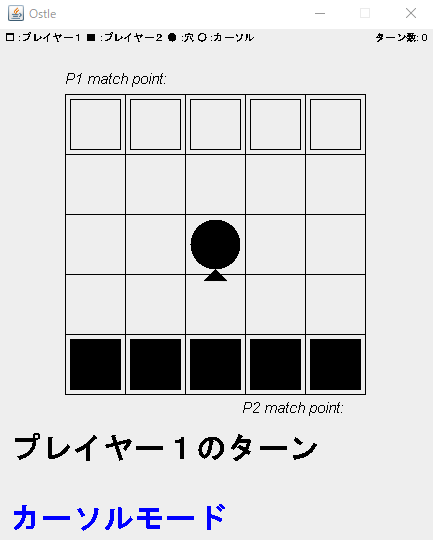 Ostle
□ :プレイヤー1 ■ :プレイヤー2 ● :穴 ○ :カーソル ターン数: 0
P1 match point:
P2 match point:
プレイヤー１のターン
カーソルモード